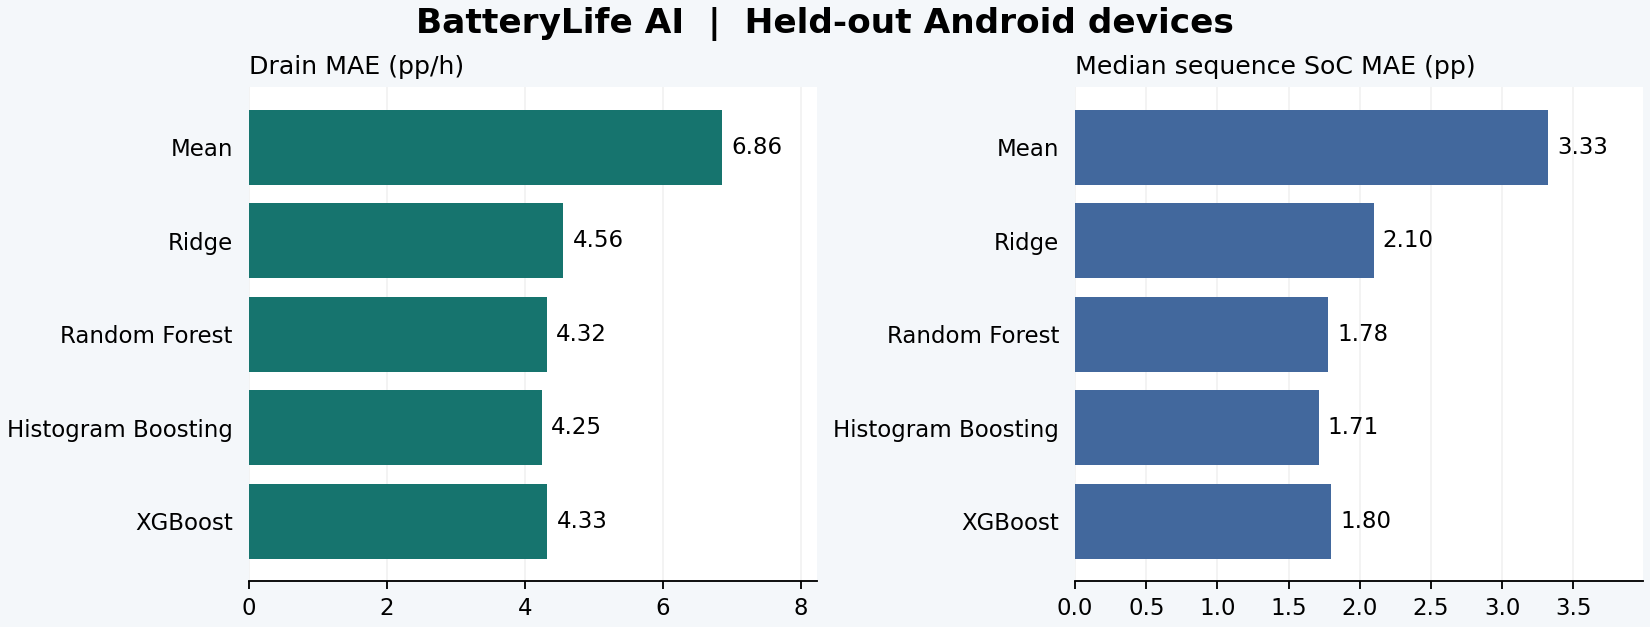 BatteryLife AI | Held-out Android devices
Drain MAE (pp/h)
Mean 6.86
Ridge 4.56
Random Forest 4.32
Histogram Boosting 4.25
XGBoost 4.33
0 2 4 6 8
Median sequence SoC MAE (pp)
Mean 3.33
Ridge 2.10
Random Forest 1.78
Histogram Boosting 1.71
XGBoost 1.80
0.0 0.5 1.0 1.5 2.0 2.5 3.0 3.5